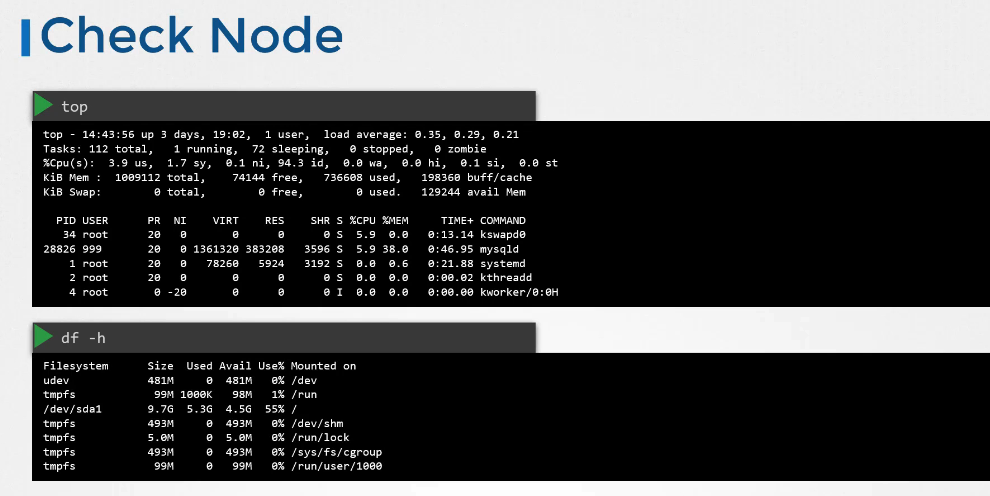 Check Node
top
top - 14:43:56 up 3 days, 19:02,  1 user,  load average: 0.35, 0.29, 0.21
Tasks: 112 total,   1 running,  72 sleeping,   0 stopped,   0 zombie
%Cpu(s):  3.9 us,  1.7 sy,  0.1 ni, 94.3 id,  0.0 wa,  0.0 hi,  0.1 si,  0.0 st
KiB Mem :  1009112 total,    74144 free,   736608 used,   198360 buff/cache
KiB Swap:        0 total,        0 free,        0 used.   129244 avail Mem
PID USER      PR  NI    VIRT    RES    SHR S %CPU %MEM     TIME+ COMMAND
34 root      20   0       0      0      0 S  5.9  0.0   0:13.14 kswapd0
28826 999       20   0 1361320 383208   3596 S  5.9 38.0   0:46.95 mysqld
1 root      20   0   78260   5924   3192 S  0.0  0.6   0:21.88 systemd
2 root      20   0       0      0      0 S  0.0  0.0   0:00.02 kthreadd
4 root       0 -20       0      0      0 I  0.0  0.0   0:00.00 kworker/0:0H
df -h
Filesystem      Size  Used Avail Use% Mounted on
udev            481M     0  481M   0% /dev
tmpfs            99M 1000K   98M   1% /run
/dev/sda1       9.7G  5.3G  4.5G  55% /
tmpfs           493M     0  493M   0% /dev/shm
tmpfs           5.0M     0  5.0M   0% /run/lock
tmpfs           493M     0  493M   0% /sys/fs/cgroup
tmpfs            99M     0   99M   0% /run/user/1000